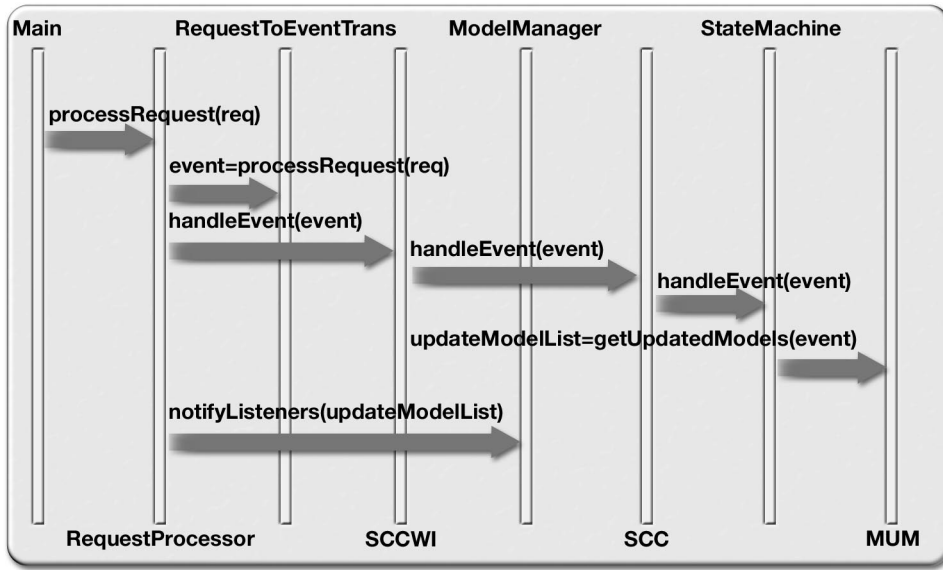 Main RequestToEventTrans ModelManager StateMachine
processRequest(req)
event=processRequest(req)
handleEvent(event)
handleEvent(event)
handleEvent(event)
updateModelList=getUpdatedModels(event)
notifyListeners(updateModelList)
RequestProcessor SCCWI SCC MUM